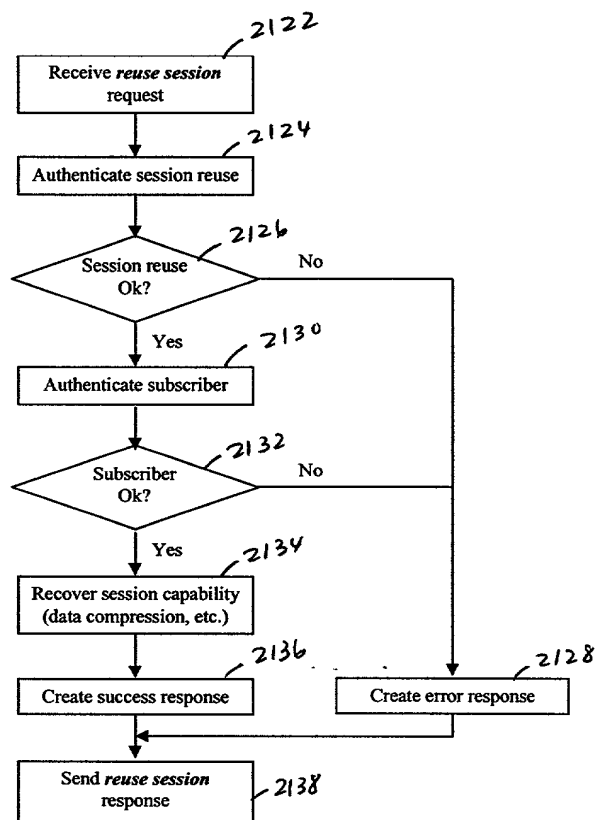 2122
Receive reuse session
request
2124
Authenticate session reuse
2126
Session reuse
Ok?
No
Yes
2130
Authenticate subscriber
2132
Subscriber
Ok?
No
Yes
2134
Recover session capability
(data compression, etc.)
2136
Create success response
2128
Create error response
Send reuse session
response
2138